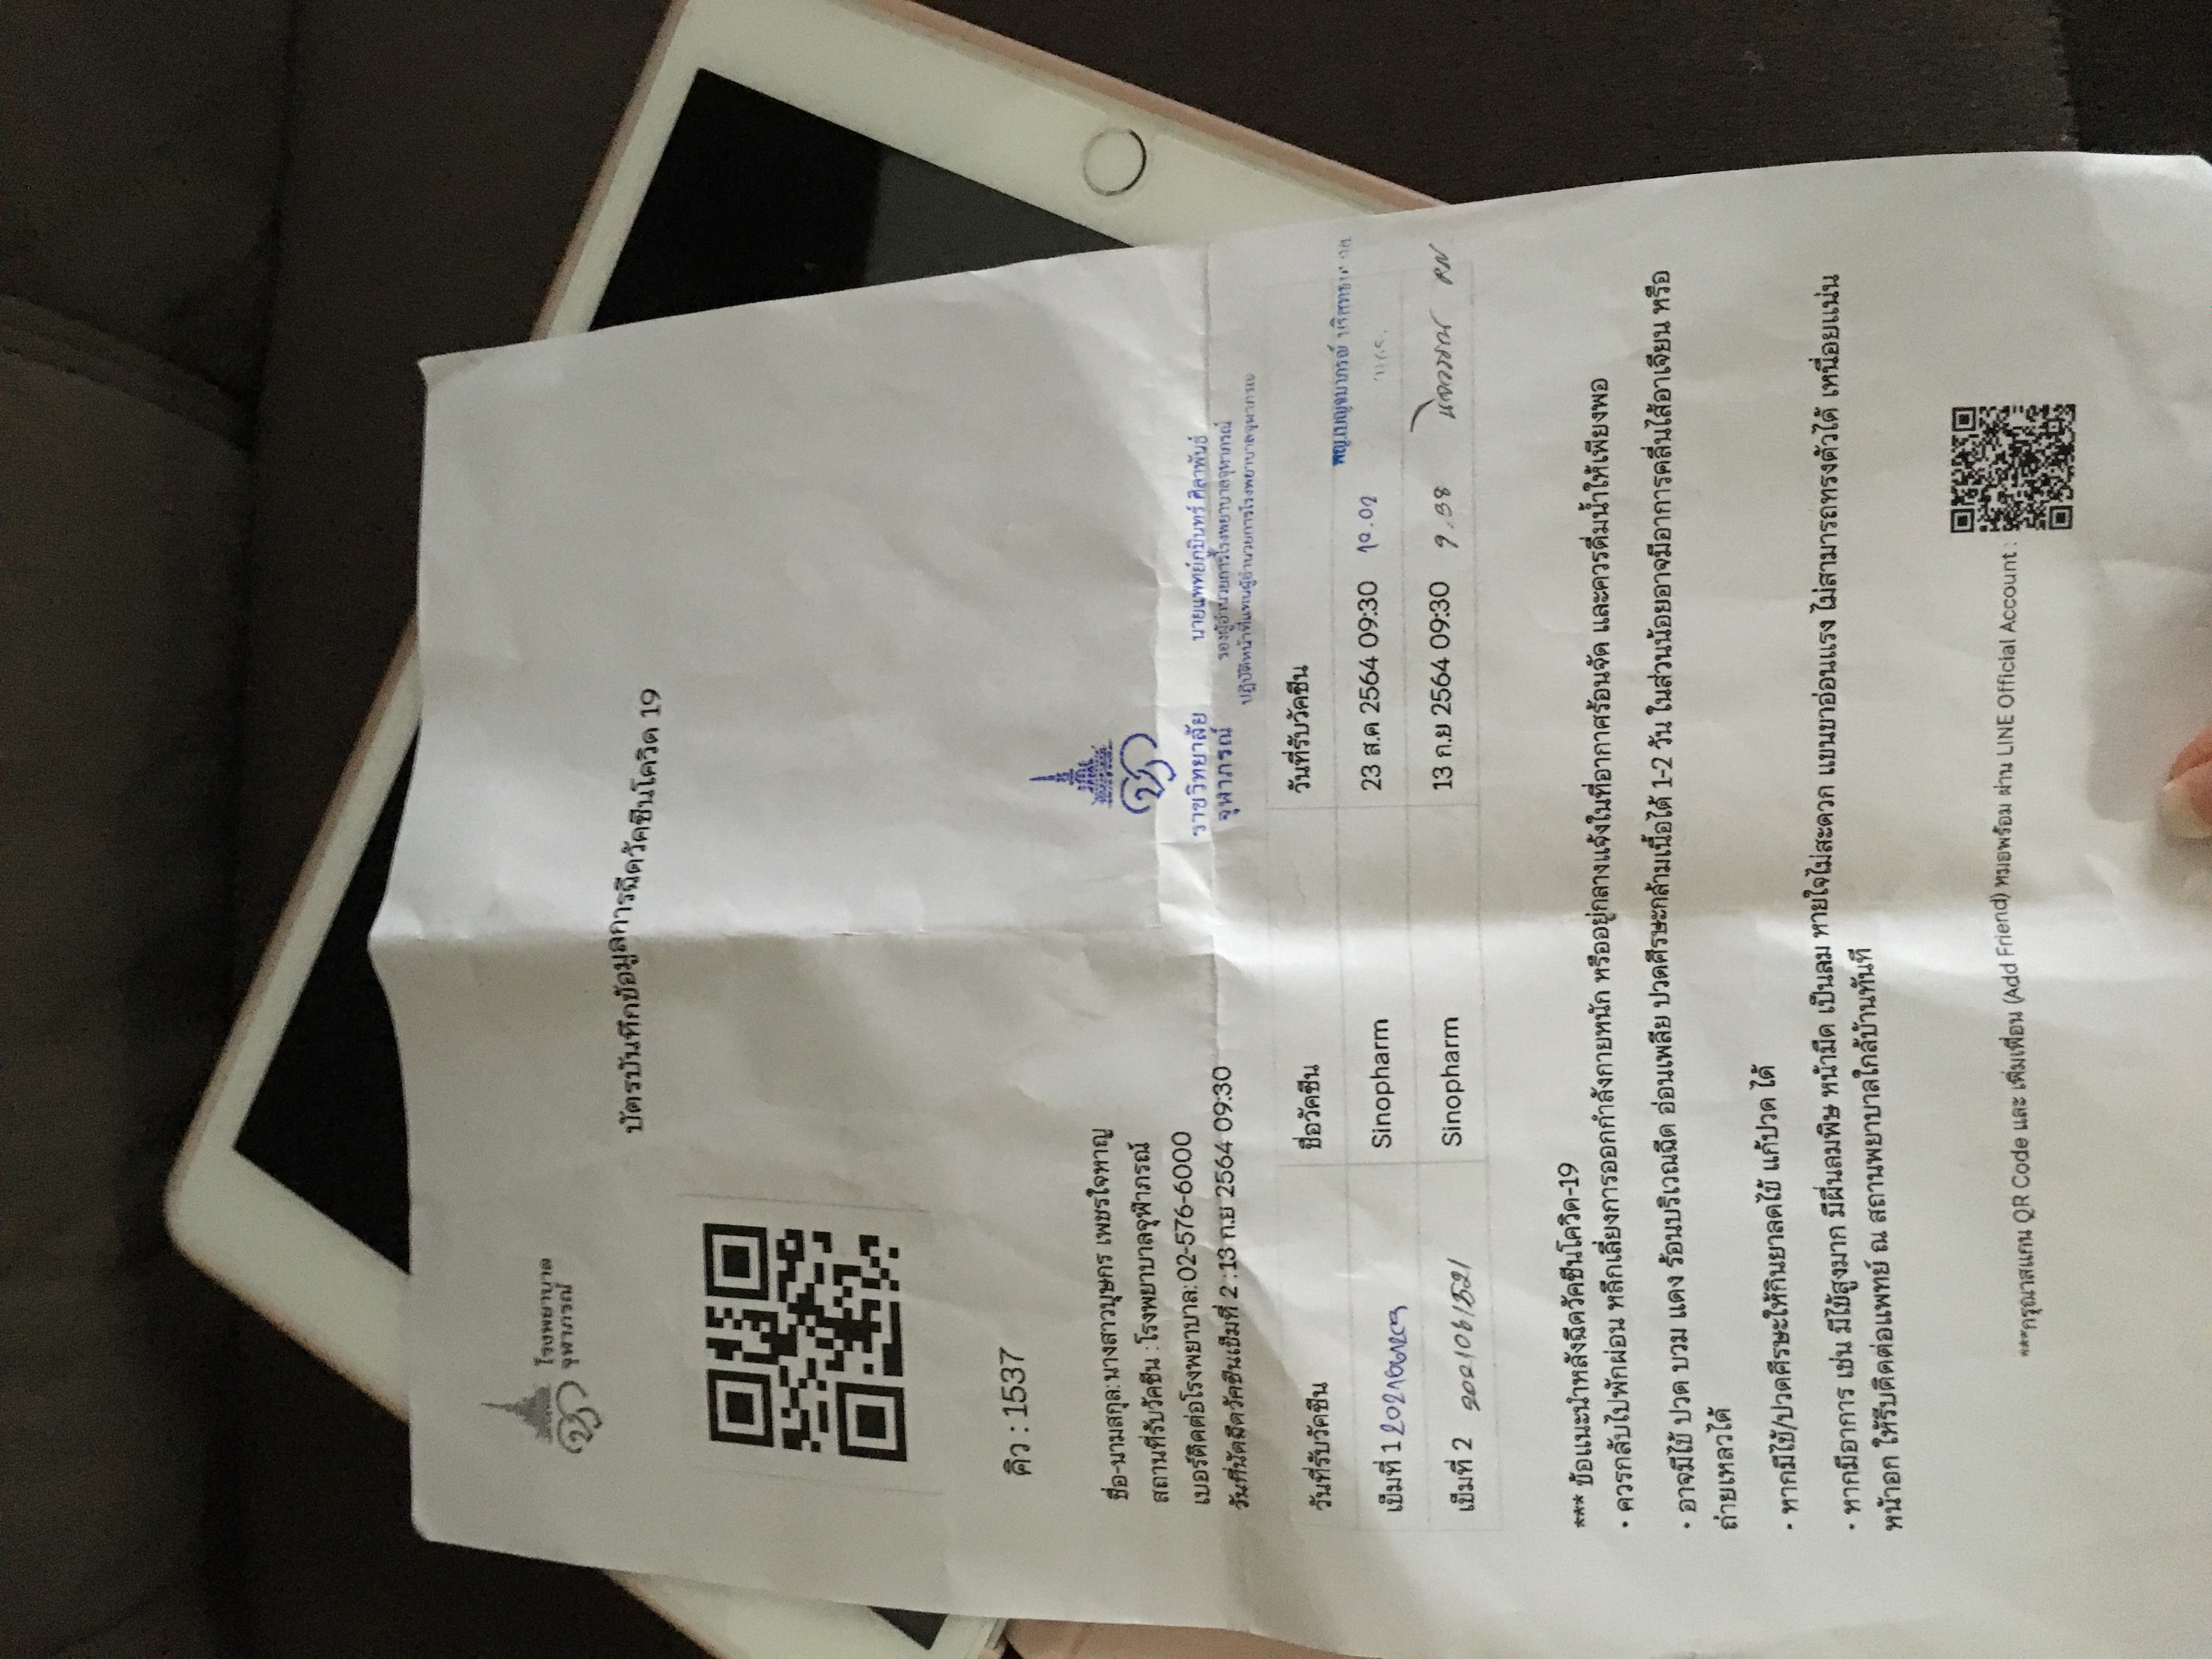 โรงพยาบาล
จุฬาภรณ์
บัตรบันทึกข้อมูลการฉีดวัคซีนโควิด 19
คิว : 1537
ชื่อ-นามสกุล:นางสาวบุษกร เพชรใจหาญ
สถานที่รับวัคซีน :โรงพยาบาลจุฬาภรณ์
เบอร์ติดต่อโรงพยาบาล:02-576-6000
วันที่นัดฉีดวัคซีนเข็มที่ 2 :13 ก.ย 2564 09:30
ราชวิทยาลัย
จุฬาภรณ์
นายแพทย์ภูมินทร์ ศิลาพันธ์
รองผู้อำนวยการโรงพยาบาลจุฬาภรณ์
ปฏิบัติหน้าที่แทนผู้อำนวยการโรงพยาบาลจุฬาภรณ์
วันที่รับวัคซีน ชื่อวัคซีน วันที่รับวัคซีน
พญ.เบญจมาภรณ์
เข็มที่ 1 Sinopharm 23 ส.ค 2564 09:30 10.02
เข็มที่ 2 2021061521 Sinopharm 13 ก.ย 2564 09:30 9.38 RN
*** ข้อแนะนำหลังฉีดวัคซีนโควิด-19
• ควรกลับไปพักผ่อน หลีกเลี่ยงการออกกำลังกายหนัก หรืออยู่กลางแจ้งในที่อากาศร้อนจัด และควรดื่มน้ำให้เพียงพอ
• อาจมีไข้ ปวด บวม แดง ร้อนบริเวณฉีด อ่อนเพลีย ปวดศีรษะกล้ามเนื้อได้ 1-2 วัน ในส่วนน้อยอาจมีอาการคลื่นไส้อาเจียน หรือ
ถ่ายเหลวได้
• หากมีไข้/ปวดศีรษะให้กินยาลดไข้ แก้ปวด ได้
• หากมีอาการ เช่น มีไข้สูงมาก มีผื่นลมพิษ หน้ามืด เป็นลม หายใจไม่สะดวก แขนขาอ่อนแรง ไม่สามารถทรงตัวได้ เหนื่อยแน่น
หน้าอก ให้รีบติดต่อแพทย์ ณ สถานพยาบาลใกล้บ้านทันที
***กรุณาสแกน QR Code และ เพิ่มเพื่อน (Add Friend) หมอพร้อม ผ่าน LINE Official Account :